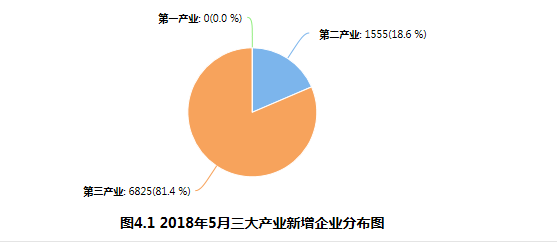 第一产业: 0(0.0 %)
第二产业: 1555(18.6 %)
第三产业: 6825(81.4 %)
图4.1 2018年5月三大产业新增企业分布图